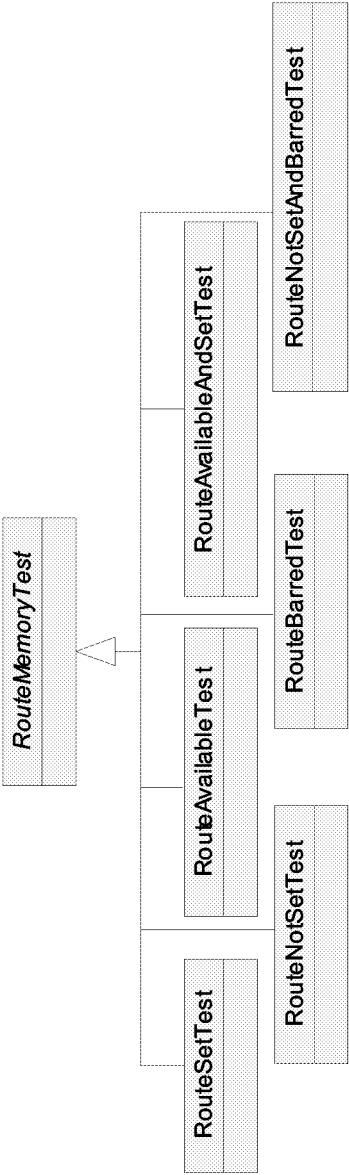 RouteMemoryTest
RouteSetTest
RouteAvailableTest
RouteAvailableAndSetTest
RouteNotSetTest
RouteBarredTest
RouteNotSetAndBarredTest